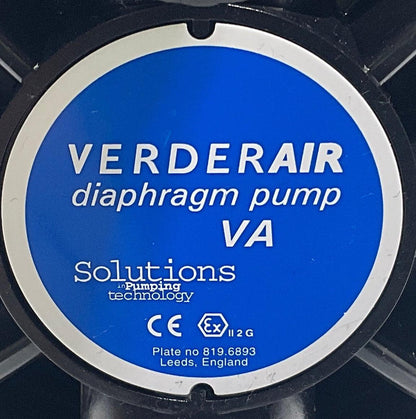 VERDERAIR
diaphragm pump
VA
Solutions
in Pumping
technology
CE Ex II 2 G
Plate no 819.6893
Leeds, England